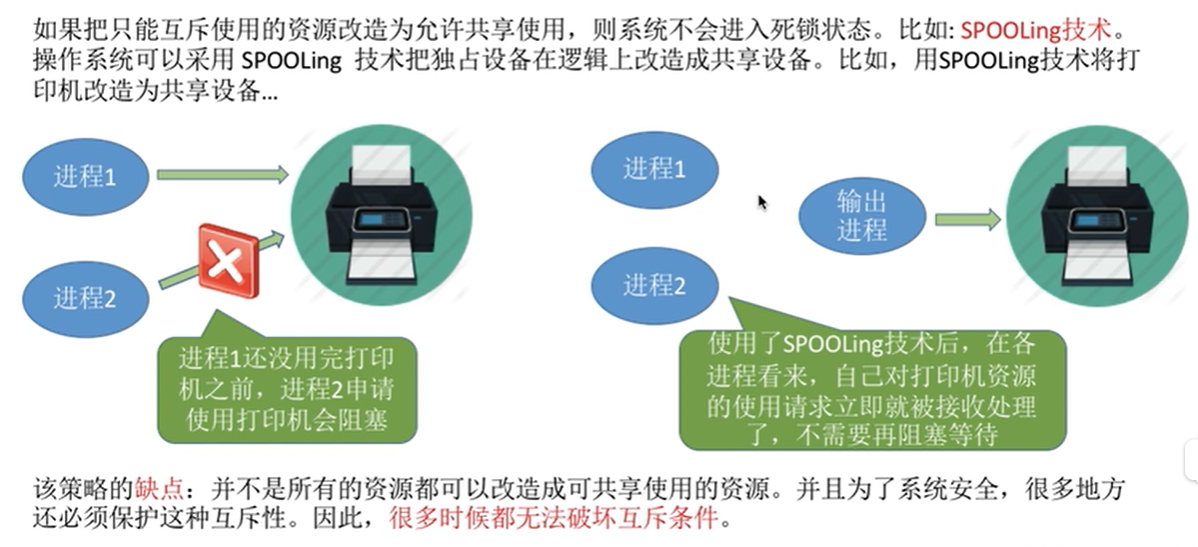 如果把只能互斥使用的资源改造为允许共享使用，则系统不会进入死锁状态。比如: SPOOLing技术。
操作系统可以采用 SPOOLing 技术把独占设备在逻辑上改造成共享设备。比如，用SPOOLing技术将打
印机改造为共享设备...
进程1
进程2
进程1还没用完打印
机之前，进程2申请
使用打印机会阻塞
进程1
进程2
输出
进程
使用了SPOOLing技术后，在各
进程看来，自己对打印机资源
的使用请求立即就被接收处理
了，不需要再阻塞等待
该策略的缺点：并不是所有的资源都可以改造成可共享使用的资源。并且为了系统安全，很多地方
还必须保护这种互斥性。因此，很多时候都无法破坏互斥条件。